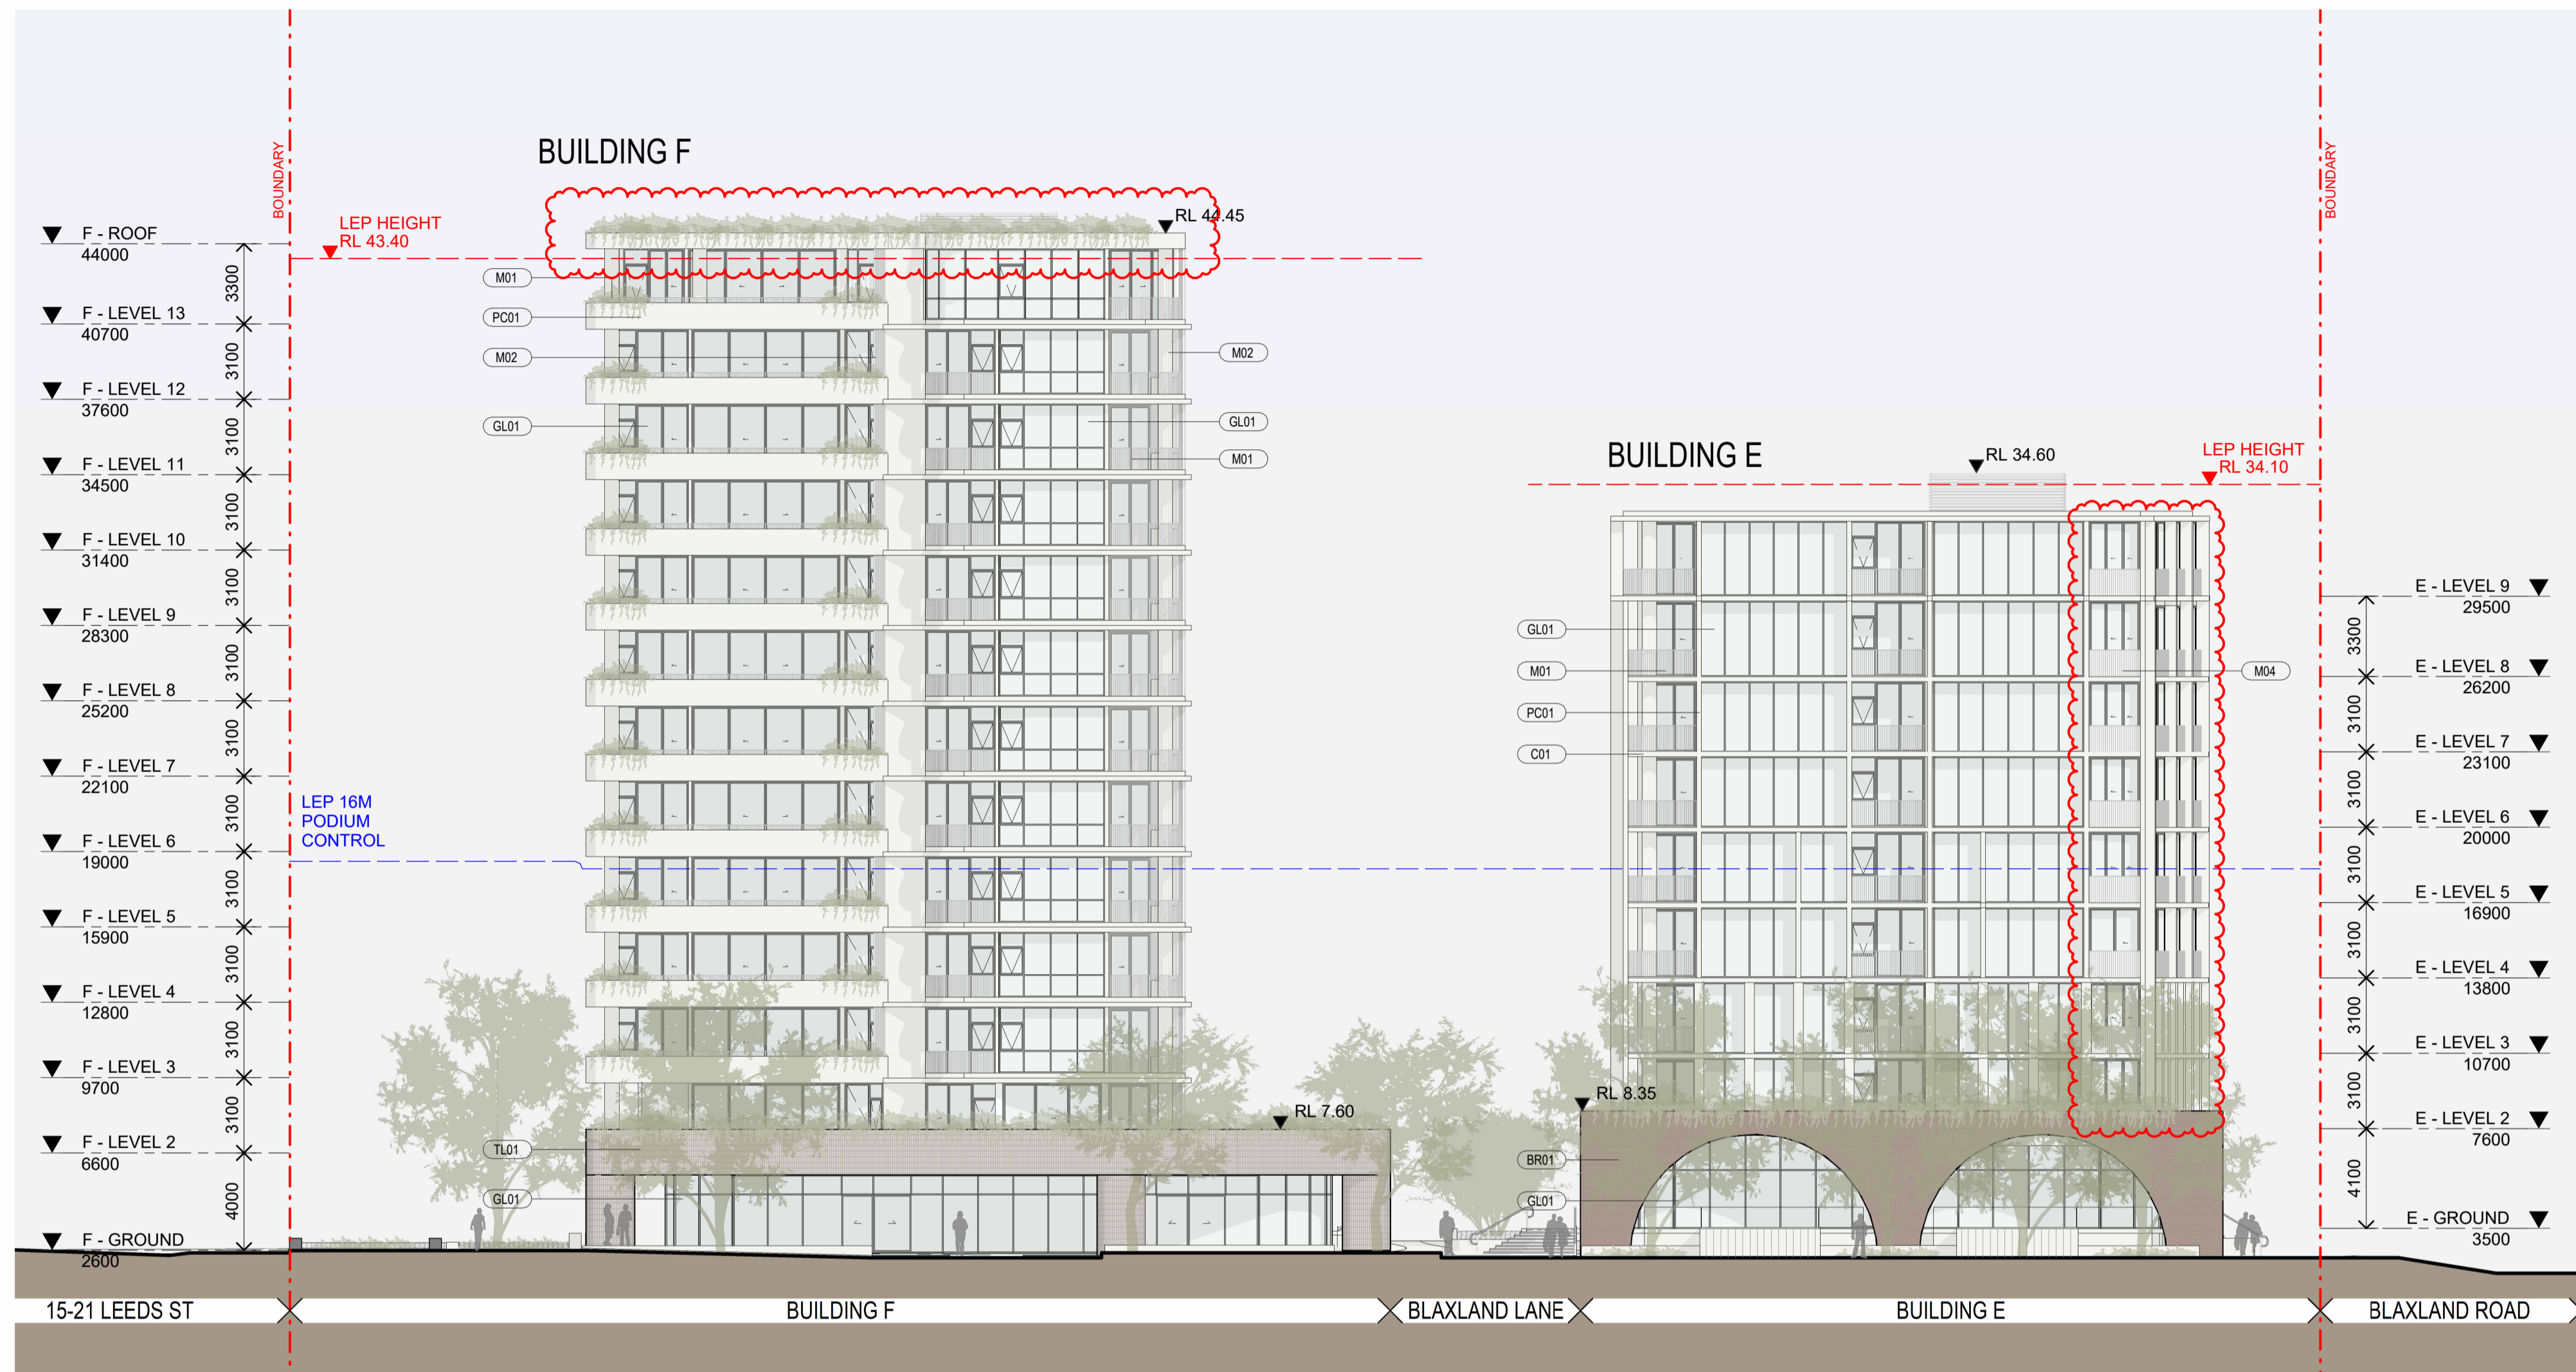 BUILDING F
BOUNDARY
BOUNDARY
LEP HEIGHT
RL 43.40
RL 44.45
F - ROOF
44000
3300
F - LEVEL 13
40700
3100
F - LEVEL 12
37600
3100
F - LEVEL 11
34500
3100
F - LEVEL 10
31400
3100
F - LEVEL 9
28300
3100
F - LEVEL 8
25200
3100
F - LEVEL 7
22100
3100
F - LEVEL 6
19000
3100
F - LEVEL 5
15900
3100
F - LEVEL 4
12800
3100
F - LEVEL 3
9700
3100
F - LEVEL 2
6600
4000
F - GROUND
2600
LEP 16M
PODIUM
CONTROL
M01
PC01
M02
GL01
TL01
GL01
M02
GL01
M01
RL 7.60
BUILDING E
RL 34.60
LEP HEIGHT
RL 34.10
GL01
M01
PC01
C01
M04
RL 8.35
BR01
GL01
E - LEVEL 9
29500
3300
E - LEVEL 8
26200
3100
E - LEVEL 7
23100
3100
E - LEVEL 6
20000
3100
E - LEVEL 5
16900
3100
E - LEVEL 4
13800
3100
E - LEVEL 3
10700
3100
E - LEVEL 2
7600
4100
E - GROUND
3500
15-21 LEEDS ST
BUILDING F
BLAXLAND LANE
BUILDING E
BLAXLAND ROAD